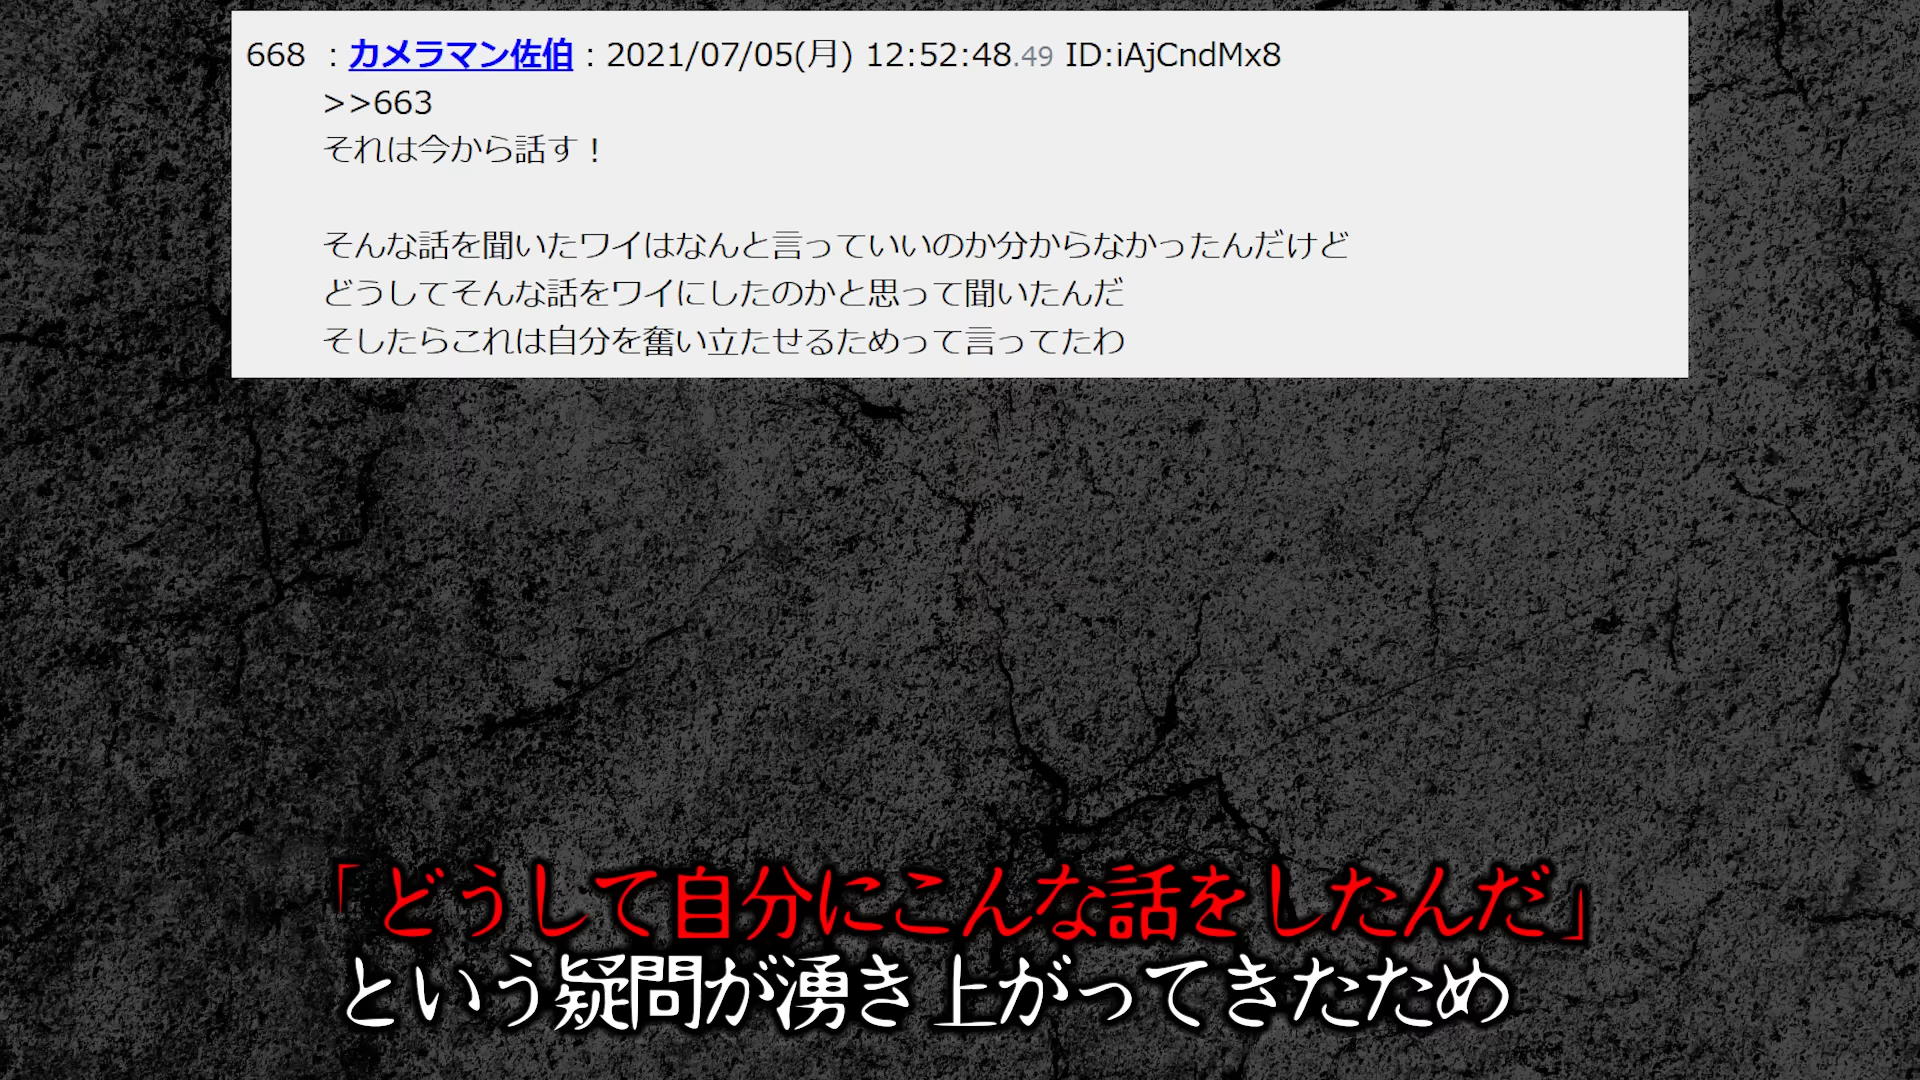 668 ：カメラマン佐伯：2021/07/05(月) 12:52:48.49 ID:iAjCndMx8
>>663
それは今から話す！
そんな話を聞いたワイはなんと言っていいのか分からなかったんだけど
どうしてそんな話をワイにしたのかと思って聞いたんだ
そしたらこれは自分を奮い立たせるためって言ってたわ
「どうして自分にこんな話をしたんだ」
という疑問が湧き上がってきたため